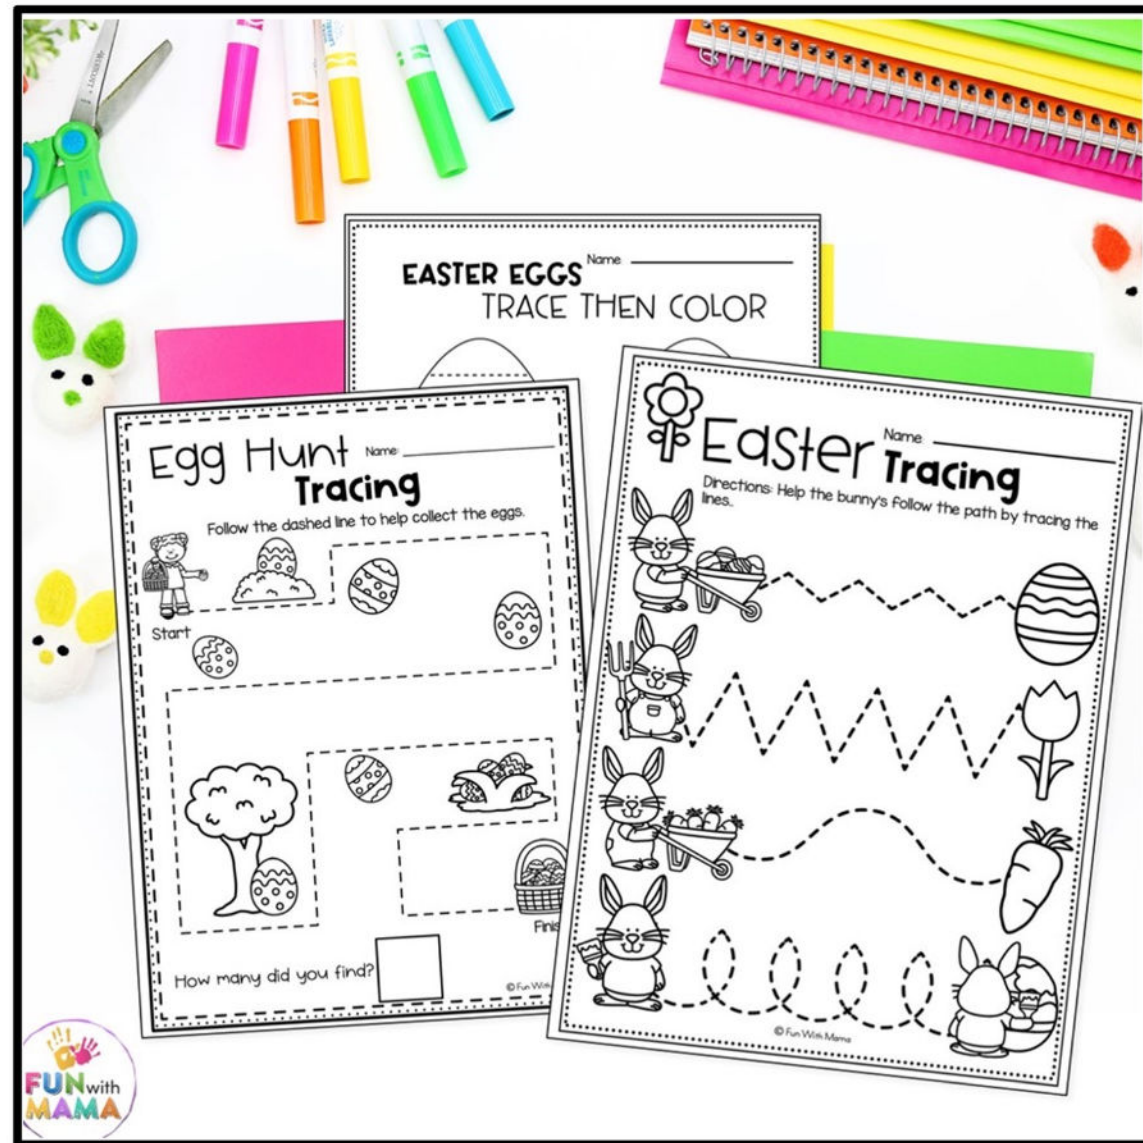 EASTER EGGS Name
TRACE THEN COLOR
Egg Hunt Name:
Tracing
Follow the dashed line to help collect the eggs.
Start
How many did you find?
© Fun With
Easter Name
Tracing
Directions: Help the bunny's follow the path by tracing the
lines..
© Fun With Mama
FUN with
MAMA